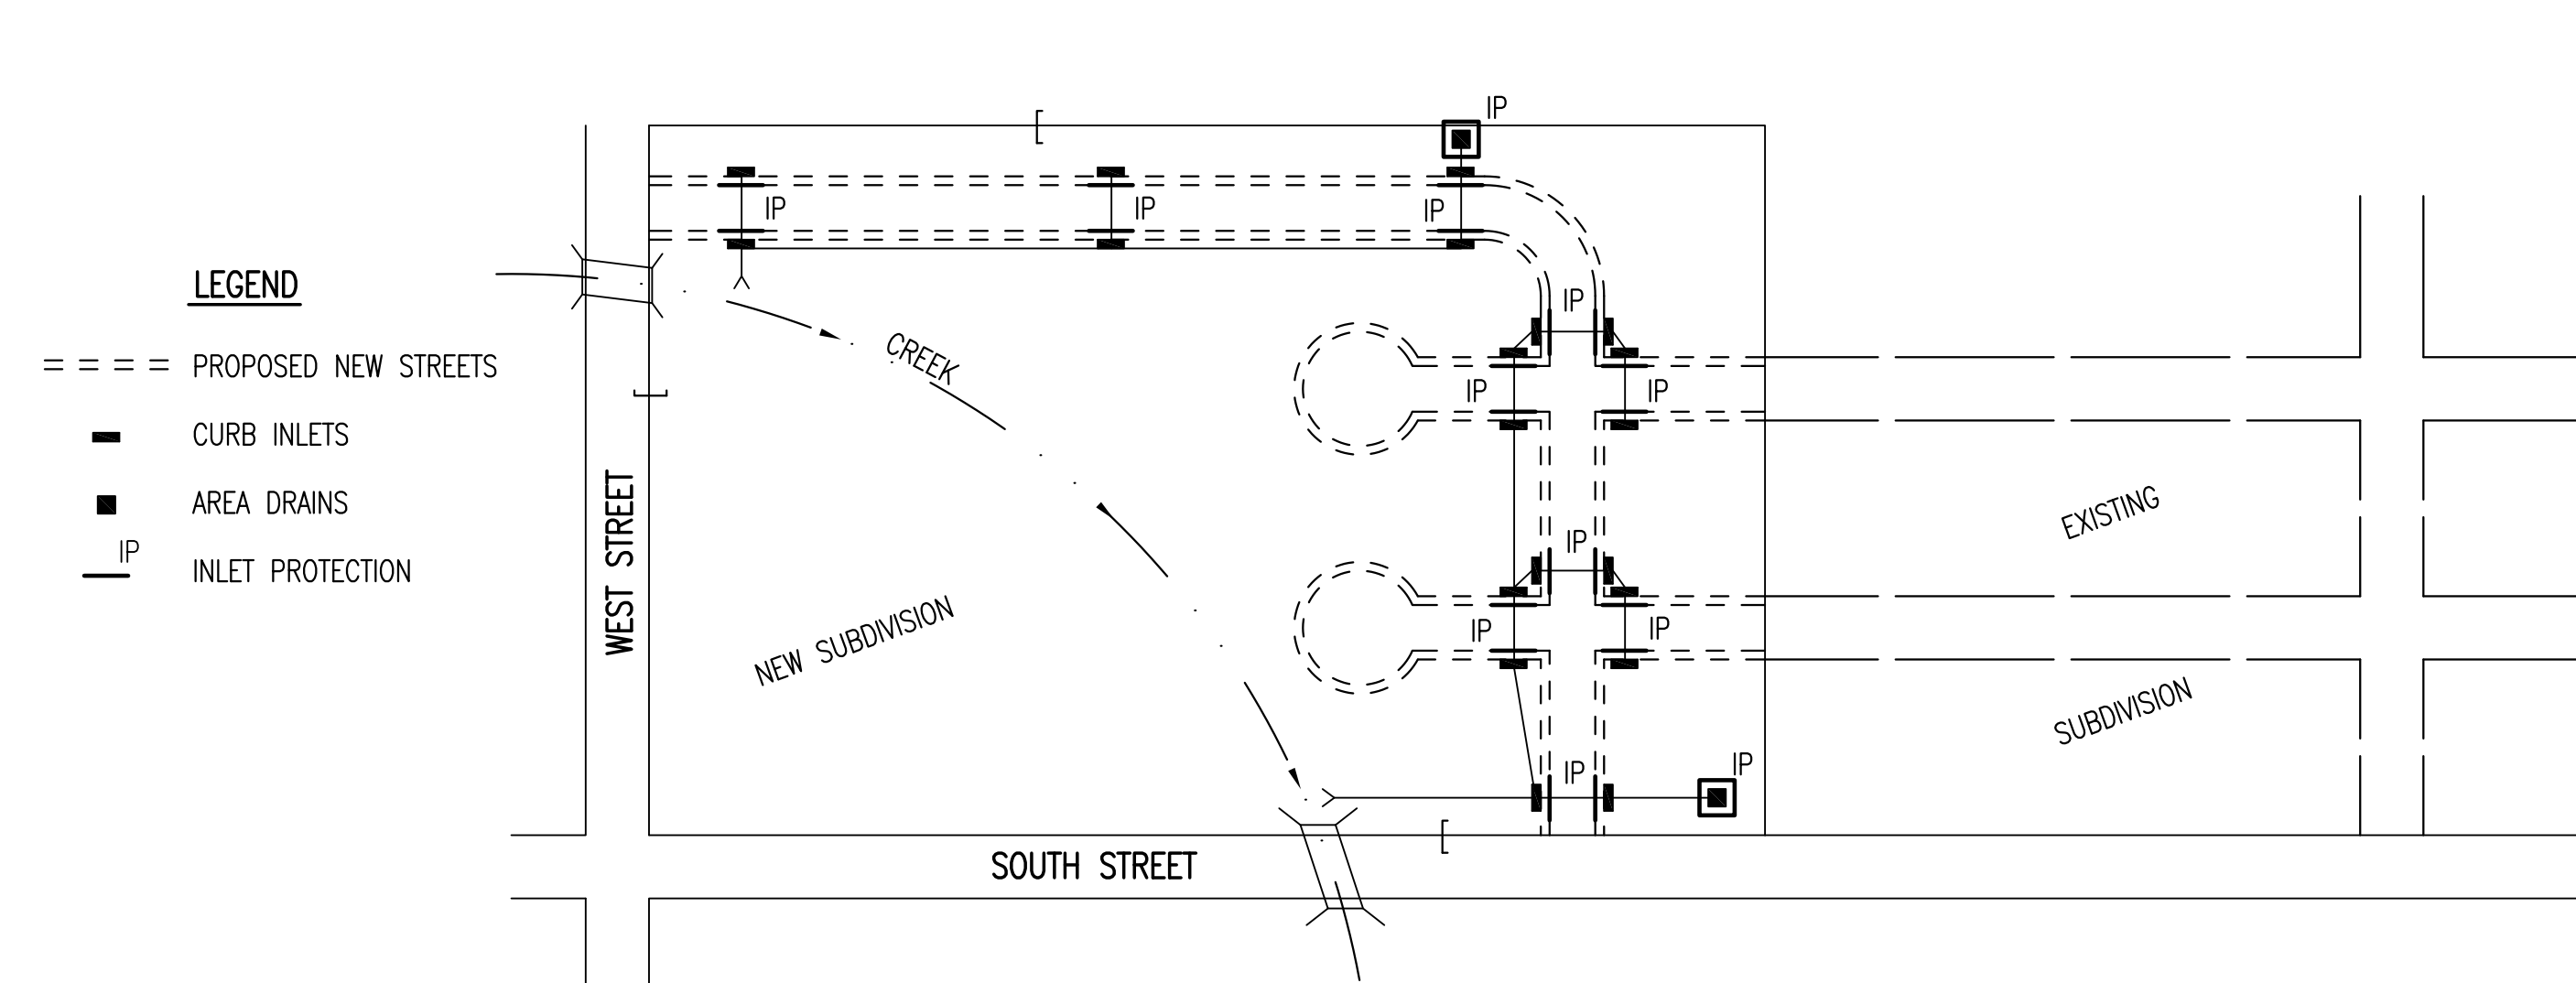 IP
IP
IP
IP
LEGEND
IP
PROPOSED NEW STREETS
CREEK
IP
IP
CURB INLETS
AREA DRAINS
EXISTING
IP
IP
INLET PROTECTION
WEST STREET
NEW SUBDIVISION
IP
IP
SUBDIVISION
IP
IP
SOUTH STREET